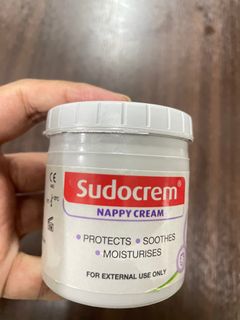 Sudocrem®
NAPPY CREAM
• PROTECTS • SOOTHES
• MOISTURISES
FOR EXTERNAL USE ONLY